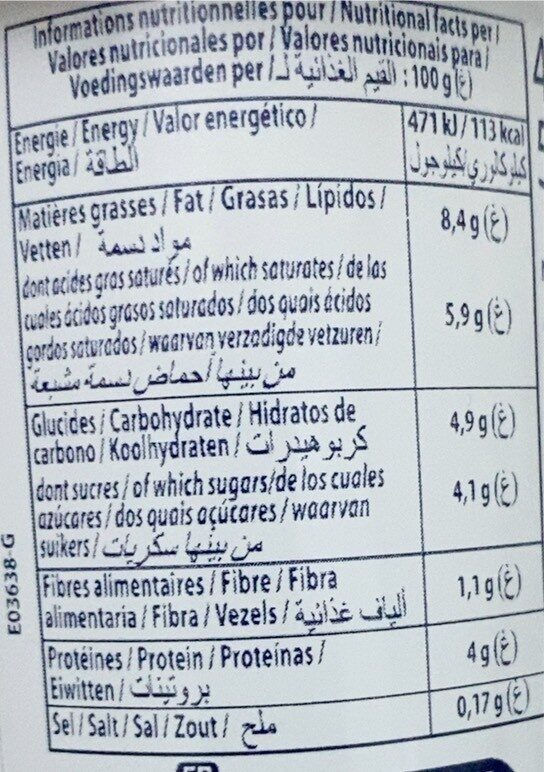 Informations nutritionnelles pour / Nutritional facts per /
Valores nutricionales por / Valores nutricionais para /
Voedingswaarden per / القيم الغذائية لـ : 100 g (غ)
Energie / Energy / Valor energético /
Energia / الطاقة
471 kJ / 113 kcal
كيلوكلوري/كيلوجول
Matières grasses / Fat / Grasas / Lípidos /
Vetten / مواد دسمة
8,4 g (غ)
dont acides gras saturés / of which saturates / de las
cuales ácidos grasos saturados / dos quais ácidos
gordos saturados / waarvan verzadigde vetzuren /
من بينها أحماض دسمة مشبعة
5,9 g (غ)
Glucides / Carbohydrate / Hidratos de
carbono / Koolhydraten / كربوهيدرات
4,9 g (غ)
dont sucres / of which sugars/de los cuales
azúcares / dos quais açúcares / waarvan
suikers / من بينها سكريات
4,1 g (غ)
Fibres alimentaires / Fibre / Fibra
alimentaria / Fibra / Vezels / ألياف غذائية
1,1 g (غ)
Protéines / Protein / Proteínas /
Eiwitten / بروتينات
4 g (غ)
Sel / Salt / Sal / Zout / ملح
0,17 g (غ)
E03638-G